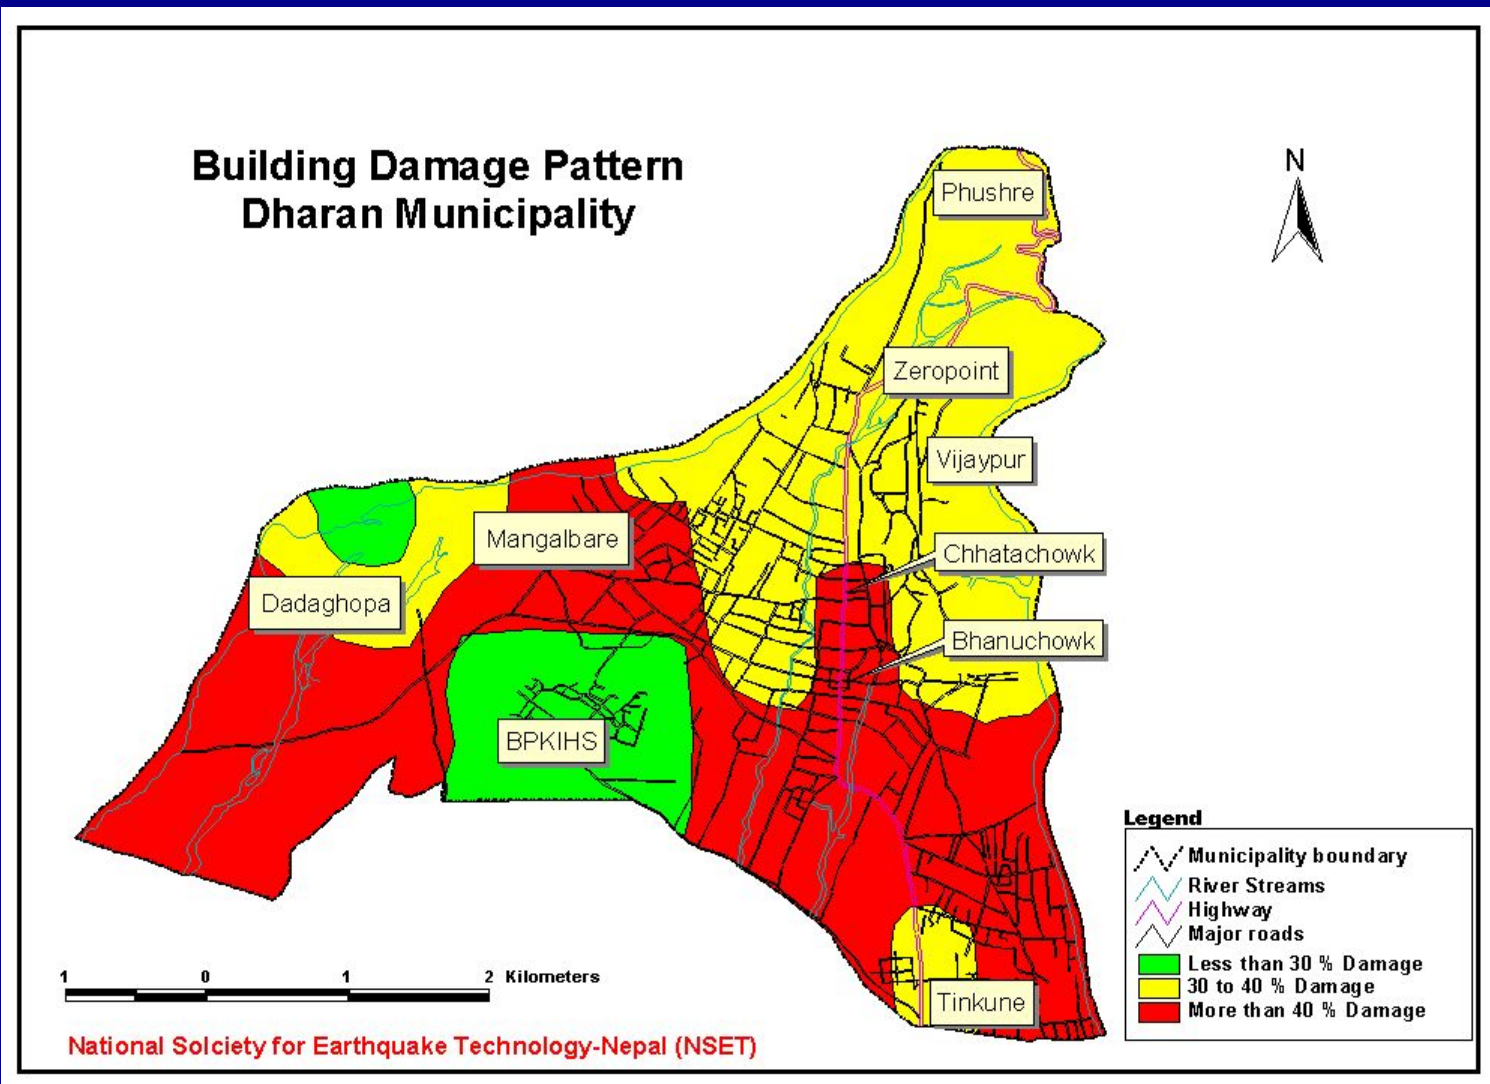 Building Damage Pattern
Dharan Municipality
N
Phushre
Zeropoint
Vijaypur
Mangalbare
Chhatachowk
Dadaghopa
Bhanuchowk
BPKIHS
Tinkune
Legend
Municipality boundary
River Streams
Highway
Major roads
Less than 30 % Damage
30 to 40 % Damage
More than 40 % Damage
1 0 1 2 Kilometers
National Solciety for Earthquake Technology-Nepal (NSET)